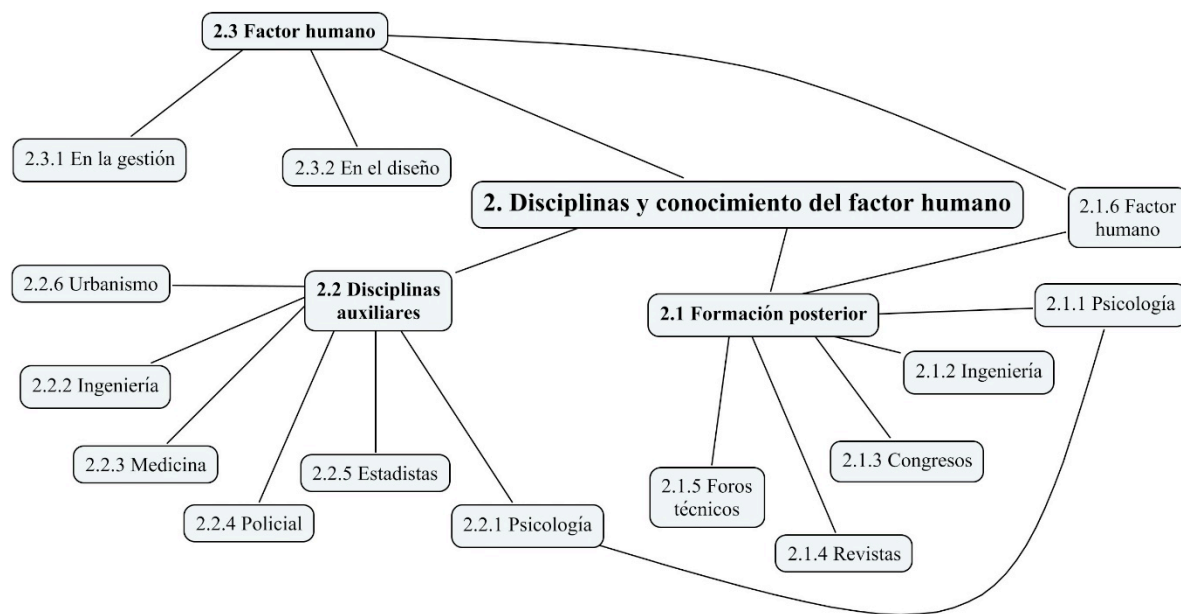 2.3 Factor humano
2.3.1 En la gestión
2.3.2 En el diseño
2. Disciplinas y conocimiento del factor humano
2.1.6 Factor
humano
2.2.6 Urbanismo
2.2 Disciplinas
auxiliares
2.1 Formación posterior
2.1.1 Psicología
2.2.2 Ingeniería
2.1.2 Ingeniería
2.2.3 Medicina
2.2.5 Estadistas
2.1.3 Congresos
2.2.4 Policial
2.2.1 Psicología
2.1.5 Foros
técnicos
2.1.4 Revistas